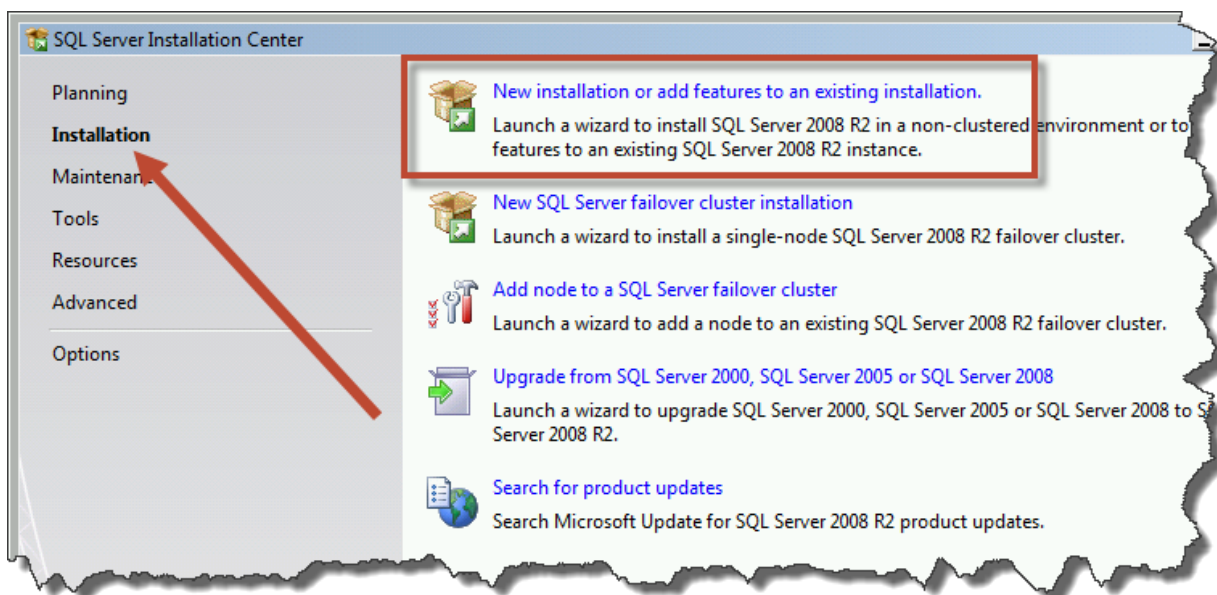 SQL Server Installation Center
Planning
Installation
Maintenan
Tools
Resources
Advanced
Options
New installation or add features to an existing installation.
Launch a wizard to install SQL Server 2008 R2 in a non-clustered environment or to
features to an existing SQL Server 2008 R2 instance.
New SQL Server failover cluster installation
Launch a wizard to install a single-node SQL Server 2008 R2 failover cluster.
Add node to a SQL Server failover cluster
Launch a wizard to add a node to an existing SQL Server 2008 R2 failover cluster.
Upgrade from SQL Server 2000, SQL Server 2005 or SQL Server 2008
Launch a wizard to upgrade SQL Server 2000, SQL Server 2005 or SQL Server 2008 to
Server 2008 R2.
Search for product updates
Search Microsoft Update for SQL Server 2008 R2 product updates.